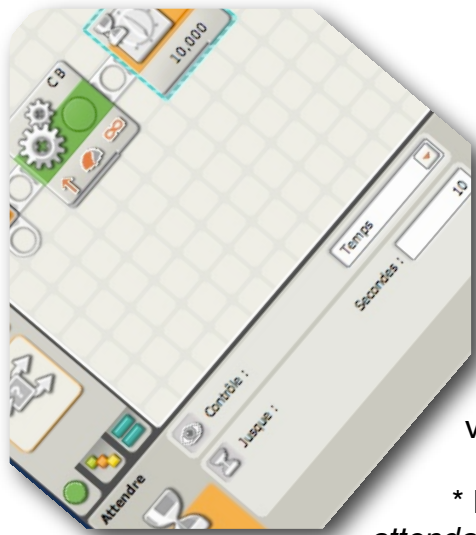 C B
10,000
Attendre
Contrôle :
Temps
Jusque :
Secondes :
10
v
*
attende